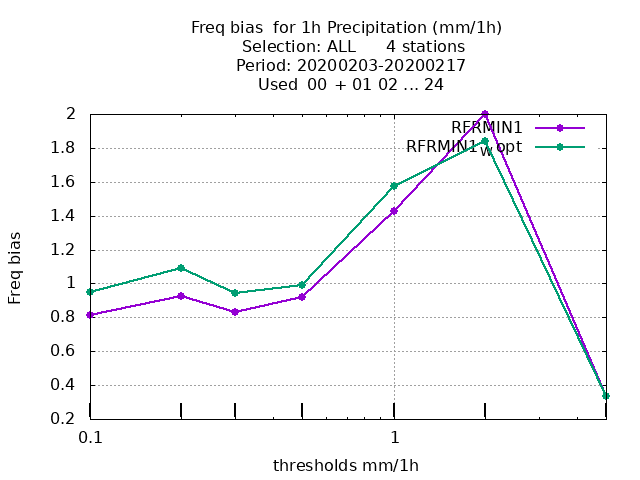 Freq bias for 1h Precipitation (mm/1h)
Selection: ALL 4 stations
Period: 20200203-20200217
Used 00 + 01 02 ... 24
RFRMIN1
RFRMIN1w opt
2
1.8
1.6
1.4
1.2
1
0.8
0.6
0.4
0.2
Freq bias
0.1 1
thresholds mm/1h